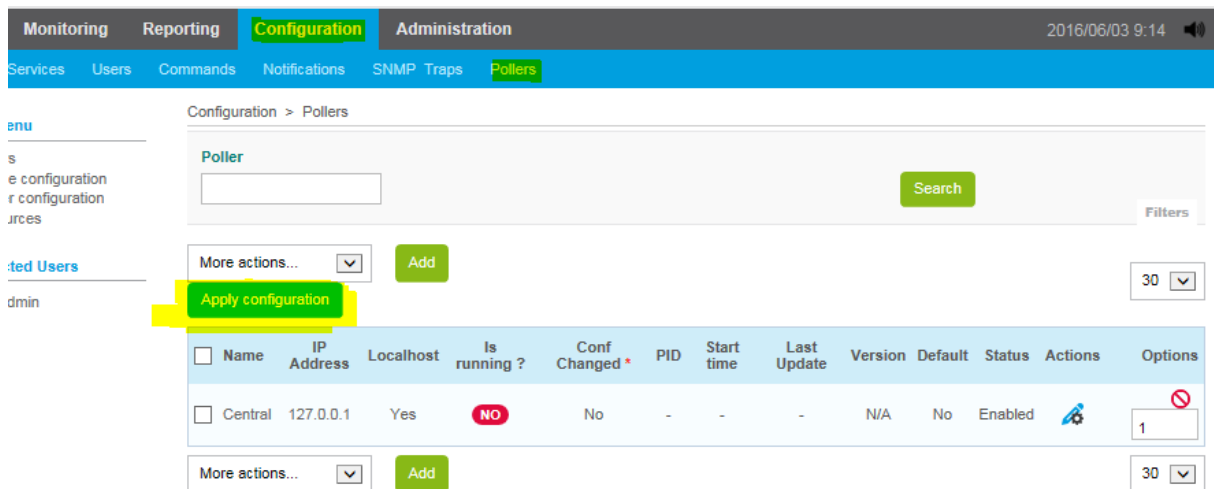 Monitoring Reporting Configuration Administration 2016/06/03 9:14
Services Users Commands Notifications SNMP Traps Pollers
Configuration > Pollers
enu
s
e configuration
r configuration
urces
cted Users
dmin
Poller
Search
Filters
More actions... Add
30
Apply configuration
Name IP Address Localhost Is running ? Conf Changed * PID Start time Last Update Version Default Status Actions Options
Central 127.0.0.1 Yes NO No - - - N/A No Enabled 1
More actions... Add
30